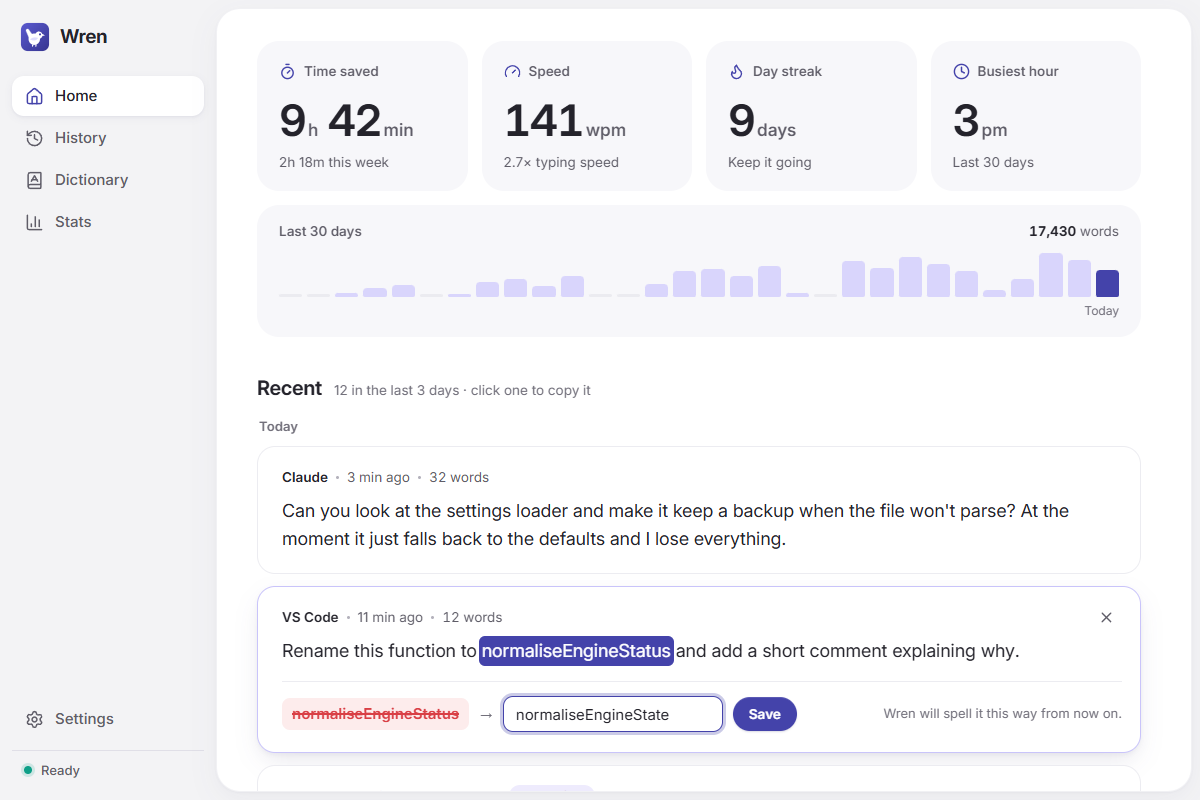 Wren
Home
History
Dictionary
Stats
Settings
Ready
Time saved
9h 42min
2h 18m this week
Speed
141wpm
2.7× typing speed
Day streak
9days
Keep it going
Busiest hour
3pm
Last 30 days
Last 30 days
17,430 words
Today
Recent 12 in the last 3 days · click one to copy it
Today
Claude • 3 min ago • 32 words
Can you look at the settings loader and make it keep a backup when the file won't parse? At the
moment it just falls back to the defaults and I lose everything.
VS Code • 11 min ago • 12 words
Rename this function to normaliseEngineStatus and add a short comment explaining why.
normaliseEngineStatus → normaliseEngineState Save Wren will spell it this way from now on.